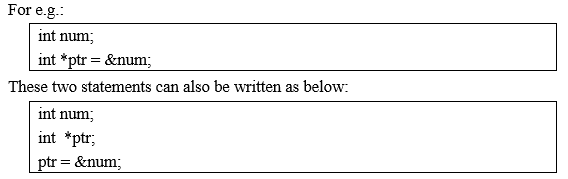 For e.g.:
int num;
int *ptr = &num;
These two statements can also be written as below:
int num;
int  *ptr;
ptr = &num;